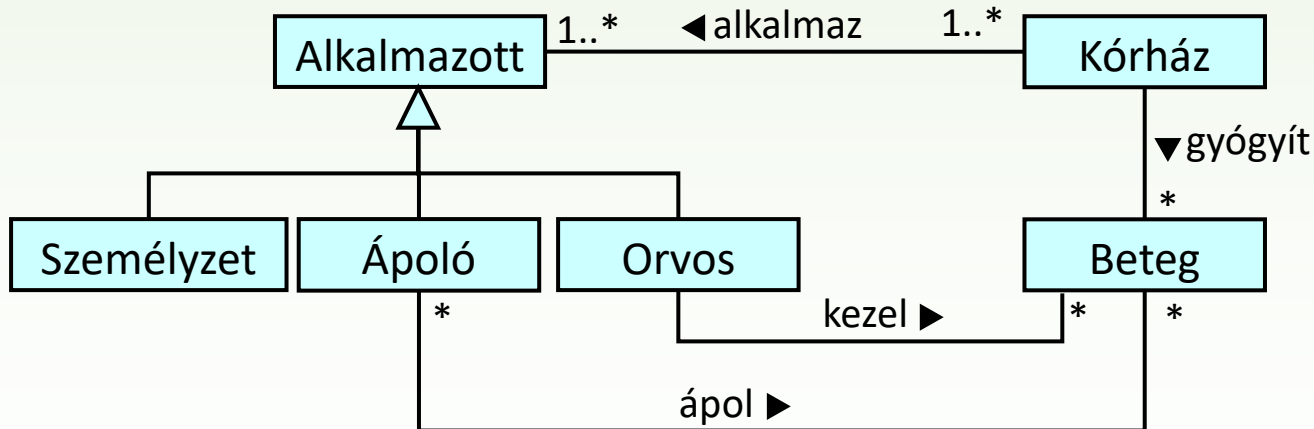 Alkalmazott
1..*
◄ alkalmaz
1..*
Kórház
▼ gyógyít
*
Személyzet
Ápoló
Orvos
Beteg
*
kezel ►
*
*
ápol ►